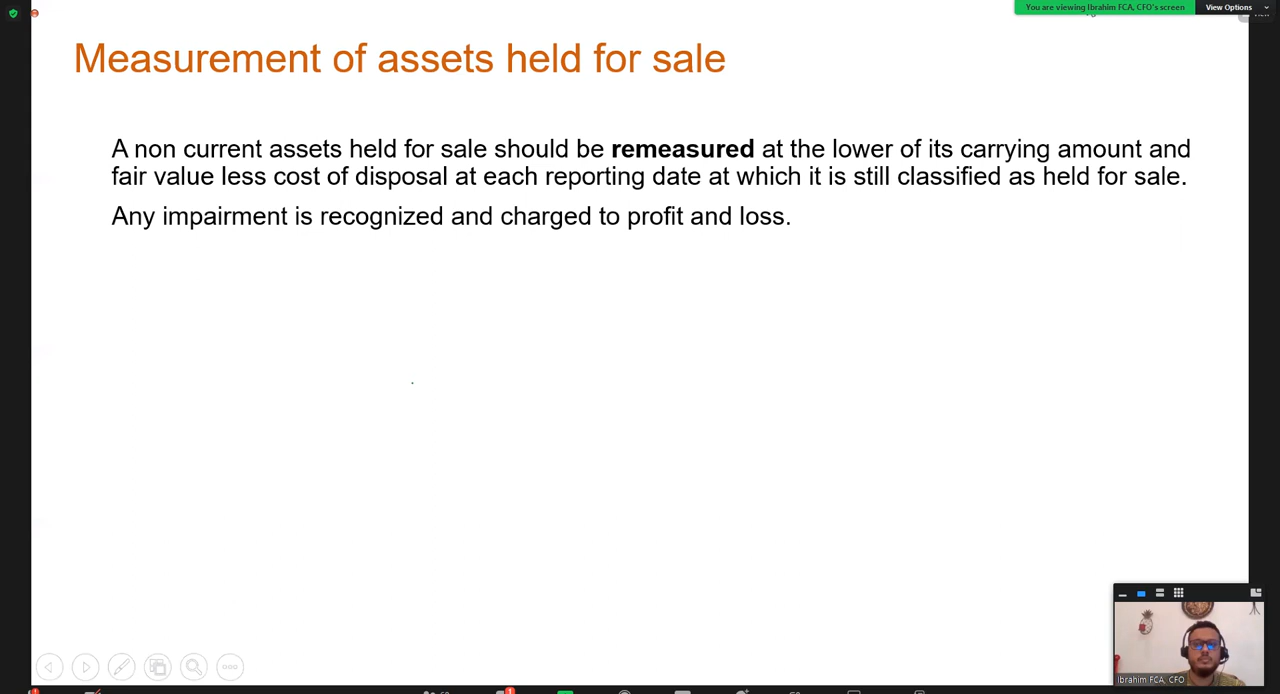 You are viewing Ibrahim FCA, CFO's screen
View Options
Measurement of assets held for sale
A non current assets held for sale should be remeasured at the lower of its carrying amount and
fair value less cost of disposal at each reporting date at which it is still classified as held for sale.
Any impairment is recognized and charged to profit and loss.
Ibrahim FCA, CFO